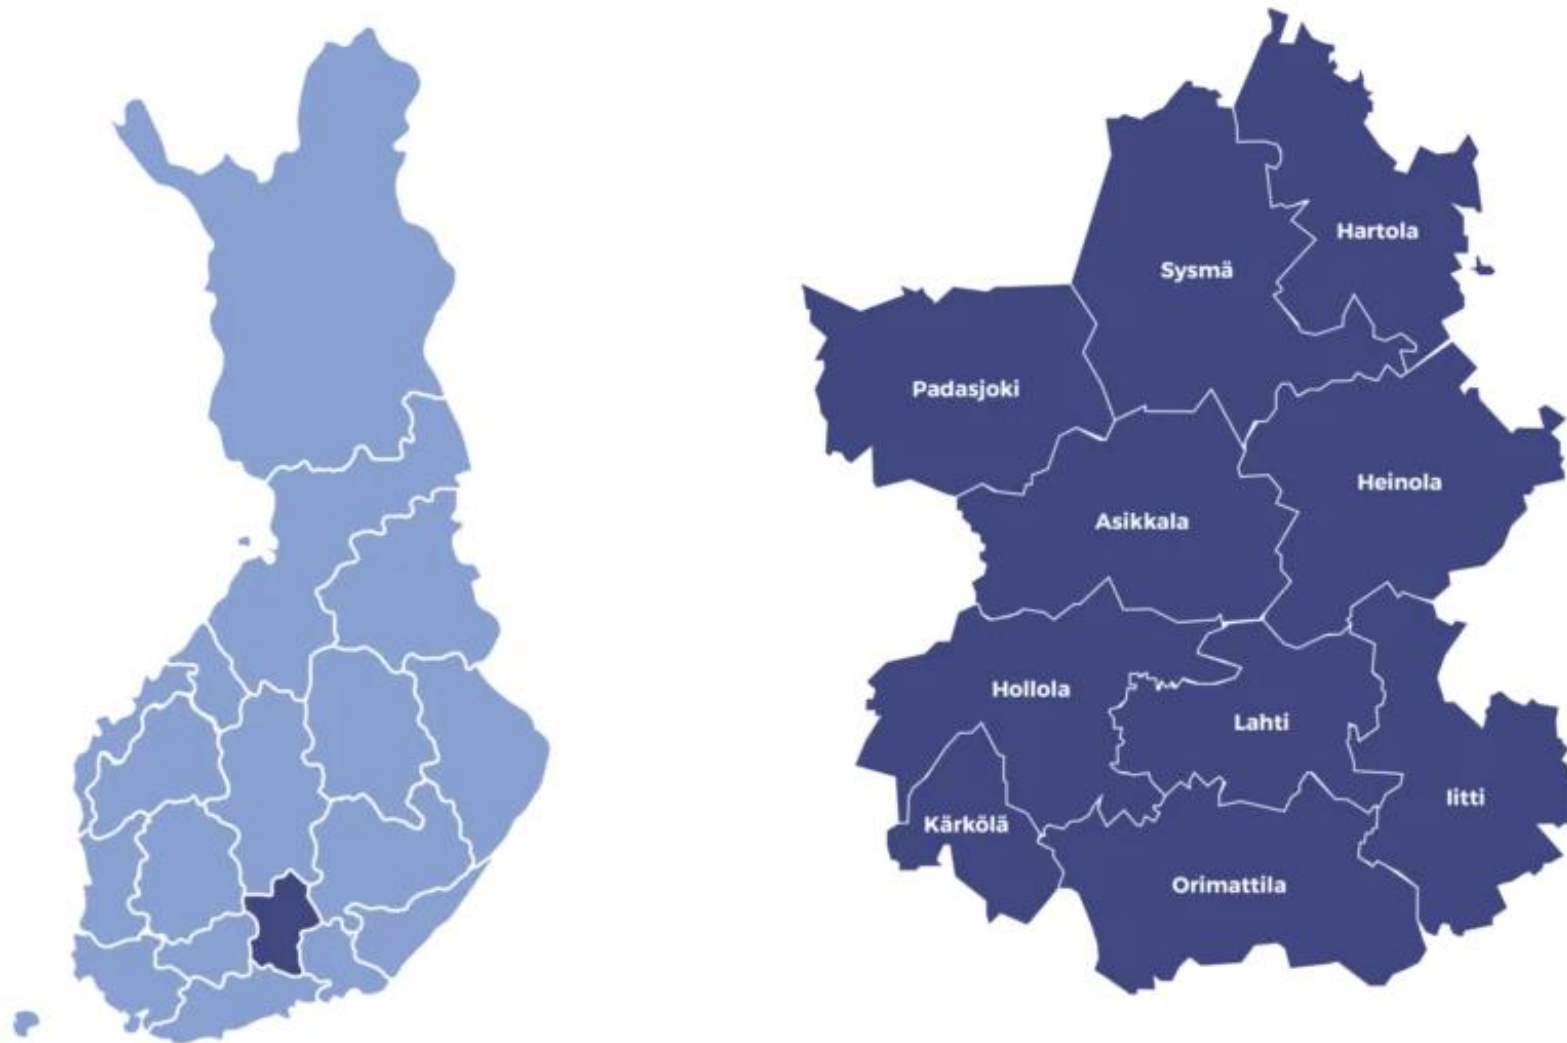 Hartola
Sysmä
Padasjoki
Heinola
Asikkala
Hollola
Lahti
Iitti
Kärkölä
Orimattila